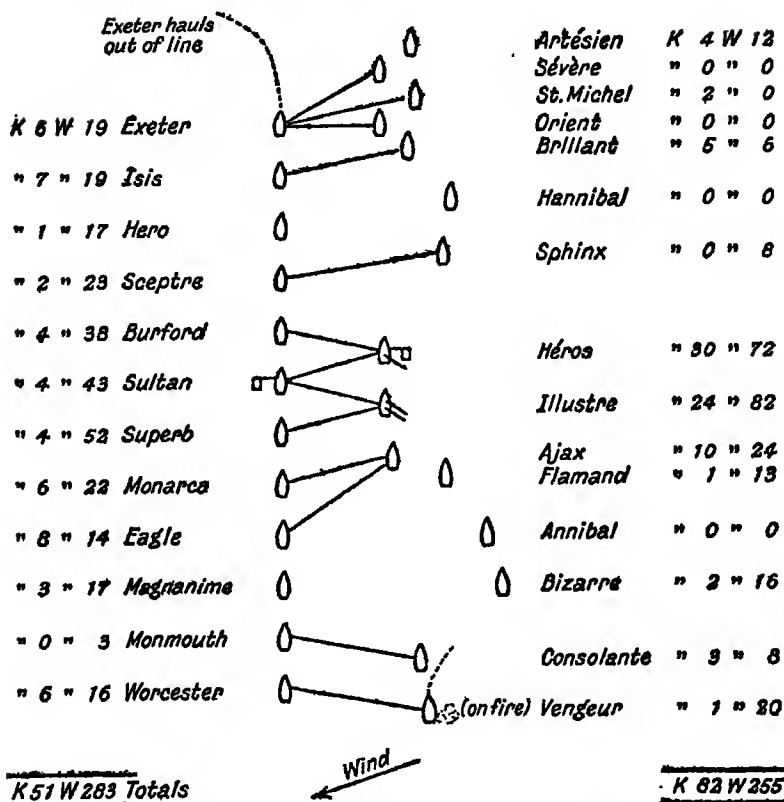 Exeter hauls
out of line
K 6 W 19 Exeter
" 7 " 19 Isis
" 1 " 17 Hero
" 2 " 23 Sceptre
" 4 " 38 Burford
" 4 " 43 Sultan
" 4 " 52 Superb
" 6 " 22 Monarca
" 8 " 14 Eagle
" 3 " 17 Magnanime
" 0 " 3 Monmouth
" 6 " 16 Worcester
K 51 W 283 Totals
Artésien K 4 W 12
Sévère " 0 " 0
St. Michel " 2 " 0
Orient " 0 " 0
Brillant " 5 " 6
Hannibal " 0 " 0
Sphinx " 0 " 8
Héros " 30 " 72
Illustre " 24 " 82
Ajax " 10 " 24
Flamand " 1 " 13
Annibal " 0 " 0
Bizarre " 2 " 16
Consolante " 3 " 8
(on fire) Vengeur " 1 " 20
Wind
K 82 W 255